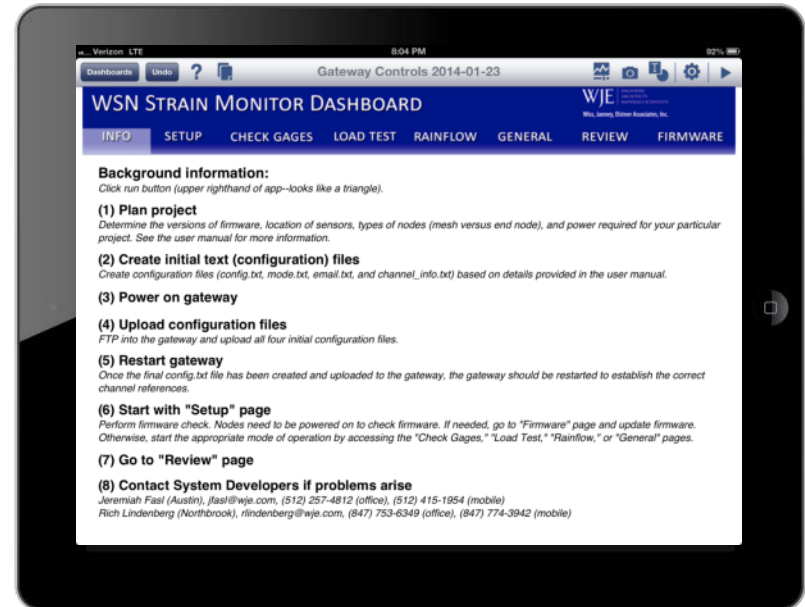 Verizon LTE
8:04 PM
92%
Dashboards
Undo
?
Gateway Controls 2014-01-23
WSN STRAIN MONITOR DASHBOARD
WJE
ENGINEERS
ARCHITECTS
MATERIALS SCIENTISTS
Wiss, Janney, Elstner Associates, Inc.
INFO SETUP CHECK GAGES LOAD TEST RAINFLOW GENERAL REVIEW FIRMWARE
Background information:
Click run button (upper righthand of app--looks like a triangle).
(1) Plan project
Determine the versions of firmware, location of sensors, types of nodes (mesh versus end node), and power required for your particular
project. See the user manual for more information.
(2) Create initial text (configuration) files
Create configuration files (config.txt, mode.txt, email.txt, and channel_info.txt) based on details provided in the user manual.
(3) Power on gateway
(4) Upload configuration files
FTP into the gateway and upload all four initial configuration files.
(5) Restart gateway
Once the final config.txt file has been created and uploaded to the gateway, the gateway should be restarted to establish the correct
channel references.
(6) Start with "Setup" page
Perform firmware check. Nodes need to be powered on to check firmware. If needed, go to "Firmware" page and update firmware.
Otherwise, start the appropriate mode of operation by accessing the "Check Gages," "Load Test," "Rainflow," or "General" pages.
(7) Go to "Review" page
(8) Contact System Developers if problems arise
Jeremiah Fasl (Austin), jfasl@wje.com, (512) 257-4812 (office), (512) 415-1954 (mobile)
Rich Lindenberg (Northbrook), rlindenberg@wje.com, (847) 753-6349 (office), (847) 774-3942 (mobile)